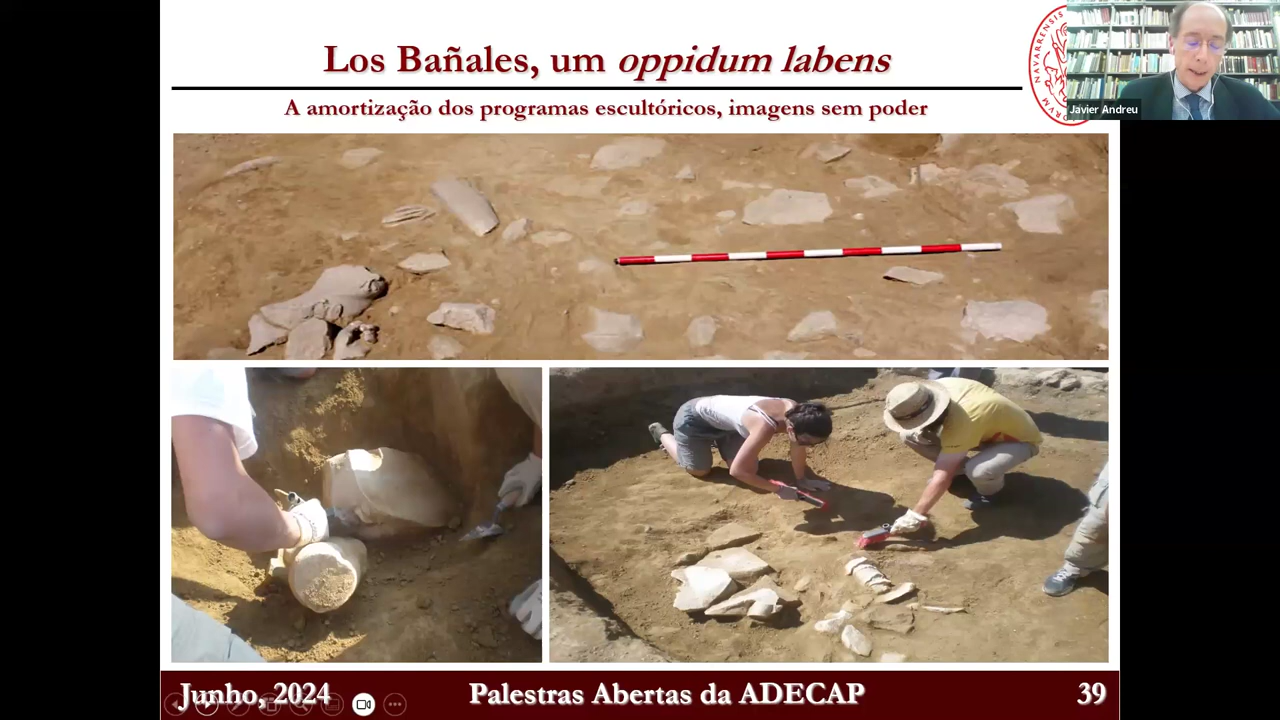 Los Bañales, um oppidum labens
A amortização dos programas escultóricos, imagens sem poder
NAVARRENSIS
Javier Andreu
Junho, 2024
Palestras Abertas da ADECAP
39